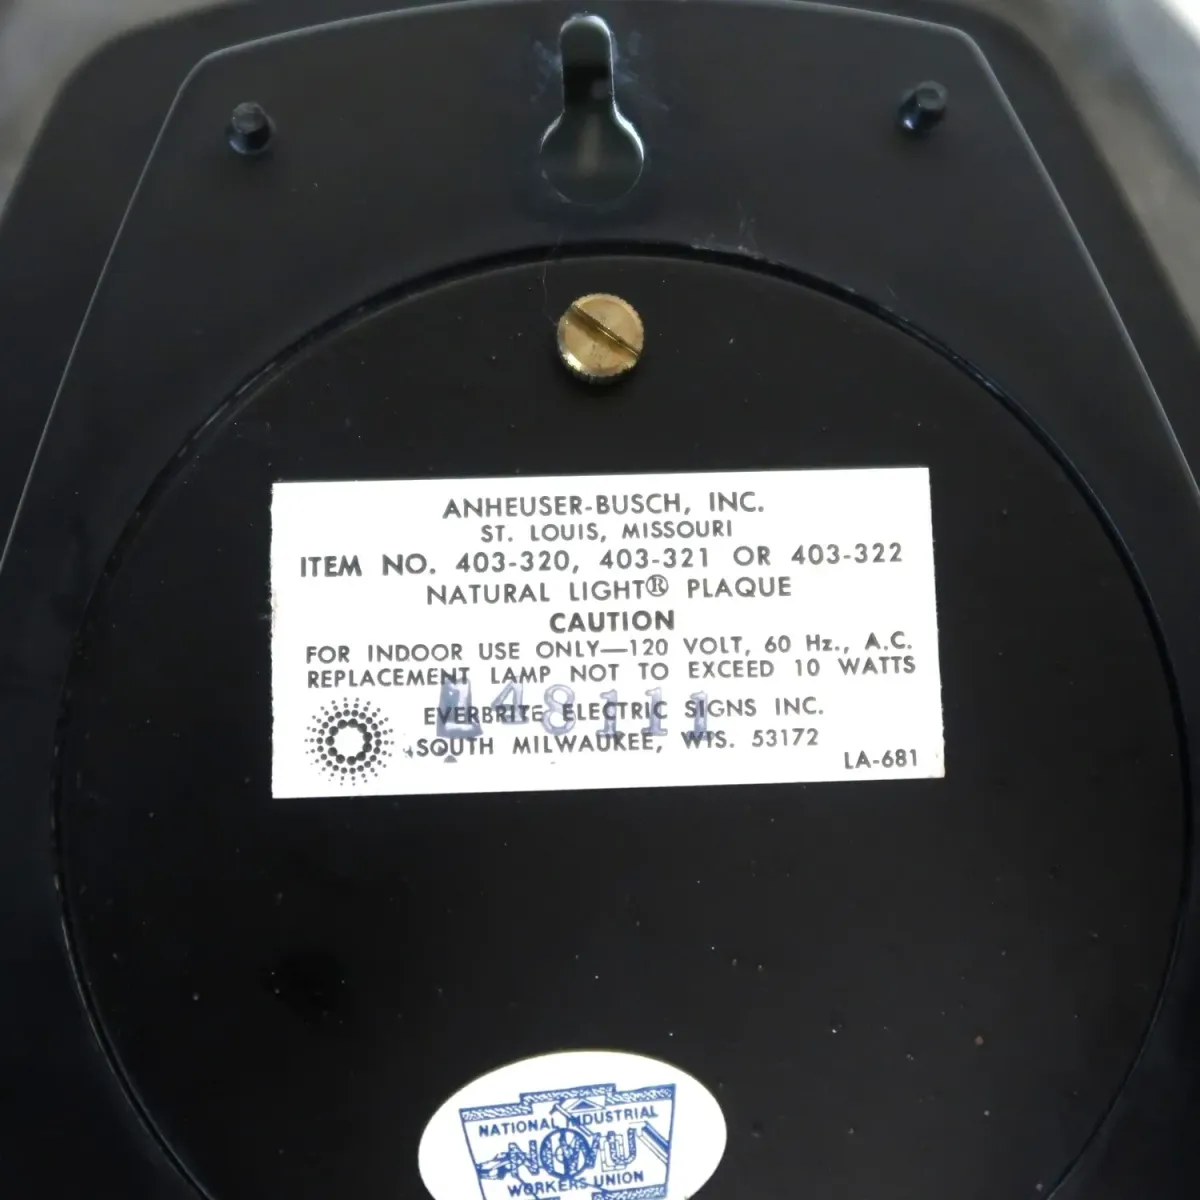 ANHEUSER-BUSCH, INC.
ST. LOUIS, MISSOURI
ITEM NO. 403-320, 403-321 OR 403-322
NATURAL LIGHT® PLAQUE
CAUTION
FOR INDOOR USE ONLY—120 VOLT, 60 Hz., A.C.
REPLACEMENT LAMP NOT TO EXCEED 10 WATTS
EVERBRITE ELECTRIC SIGNS INC.
SOUTH MILWAUKEE, WIS. 53172
LA-681
NATIONAL INDUSTRIAL
WORKERS UNION